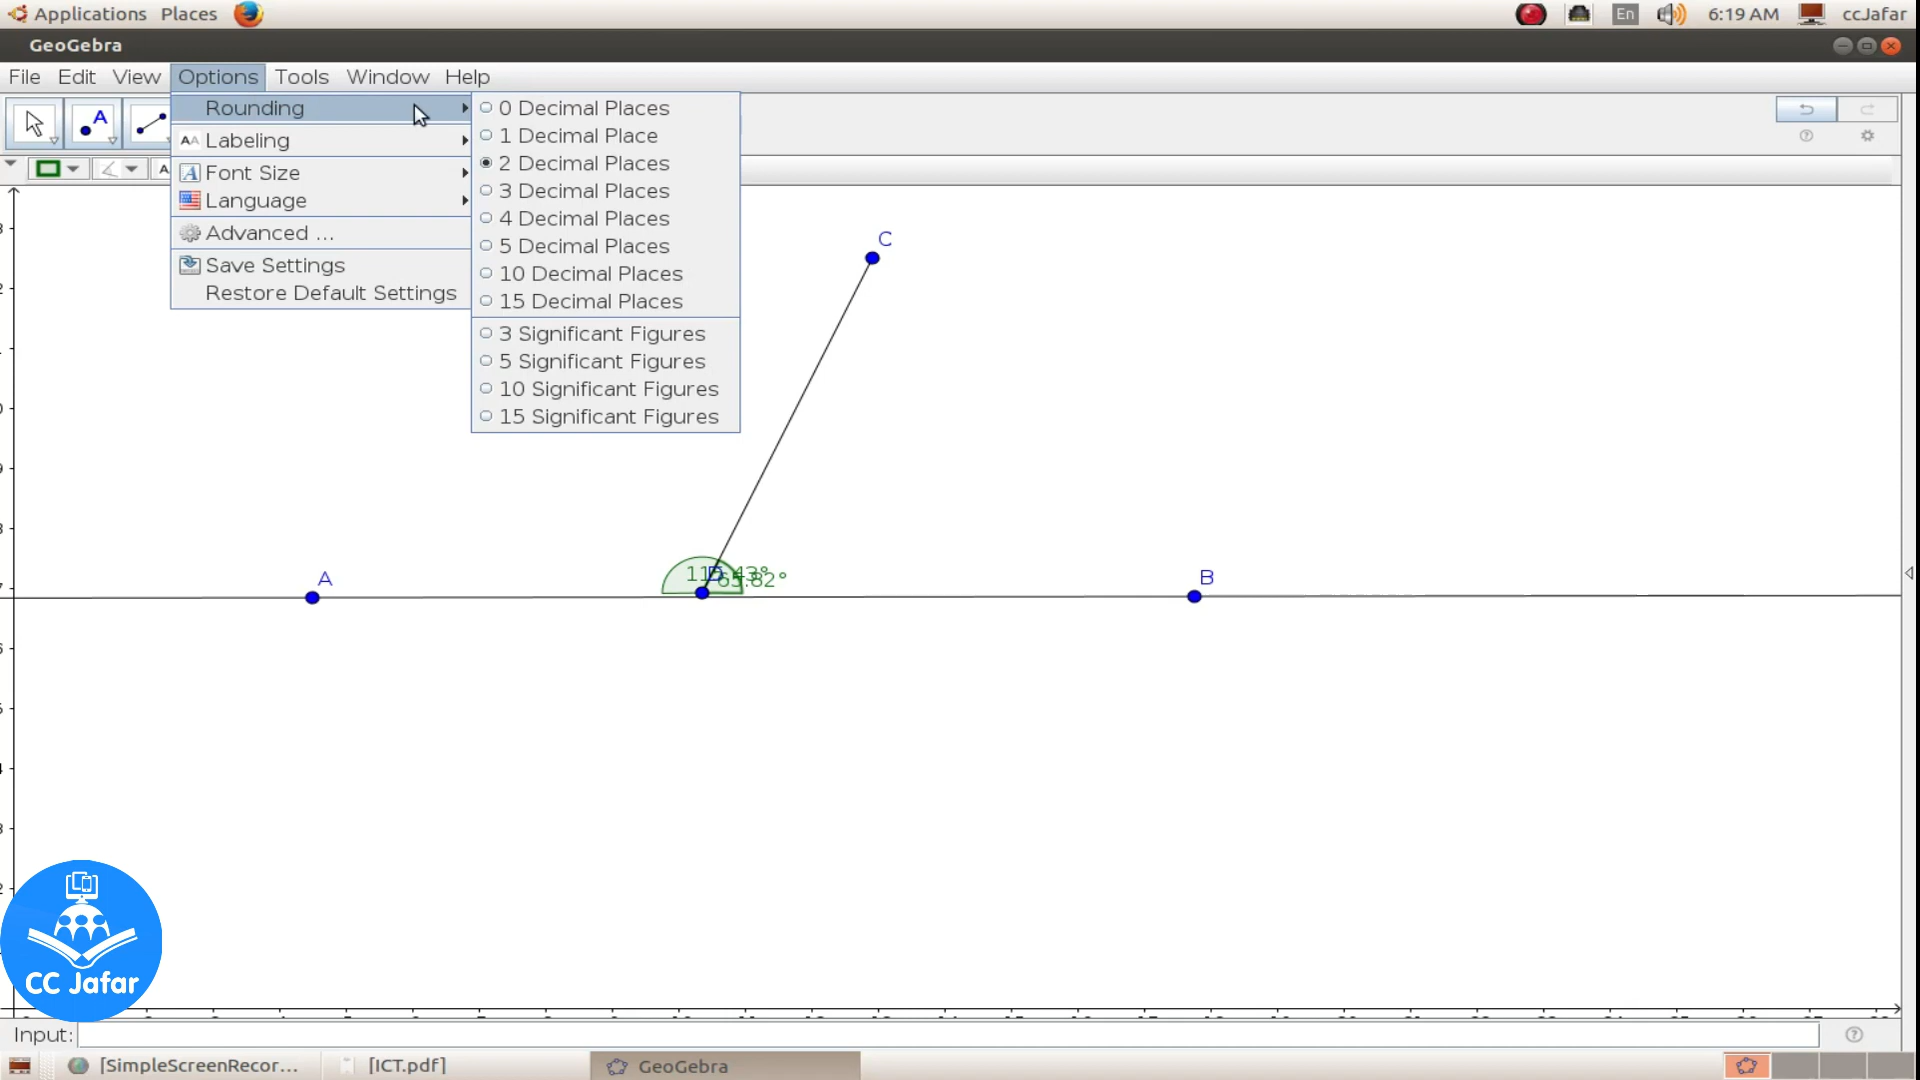 Applications Places
En 6:19 AM ccJafar
GeoGebra
File Edit View Options Tools Window Help
Rounding
Labeling
Font Size
Language
Advanced ...
Save Settings
Restore Default Settings
0 Decimal Places
1 Decimal Place
2 Decimal Places
3 Decimal Places
4 Decimal Places
5 Decimal Places
10 Decimal Places
15 Decimal Places
3 Significant Figures
5 Significant Figures
10 Significant Figures
15 Significant Figures
A
C
A
B
65.82°
CC Jafar
Input:
[SimpleScreenRecor... [ICT.pdf] GeoGebra